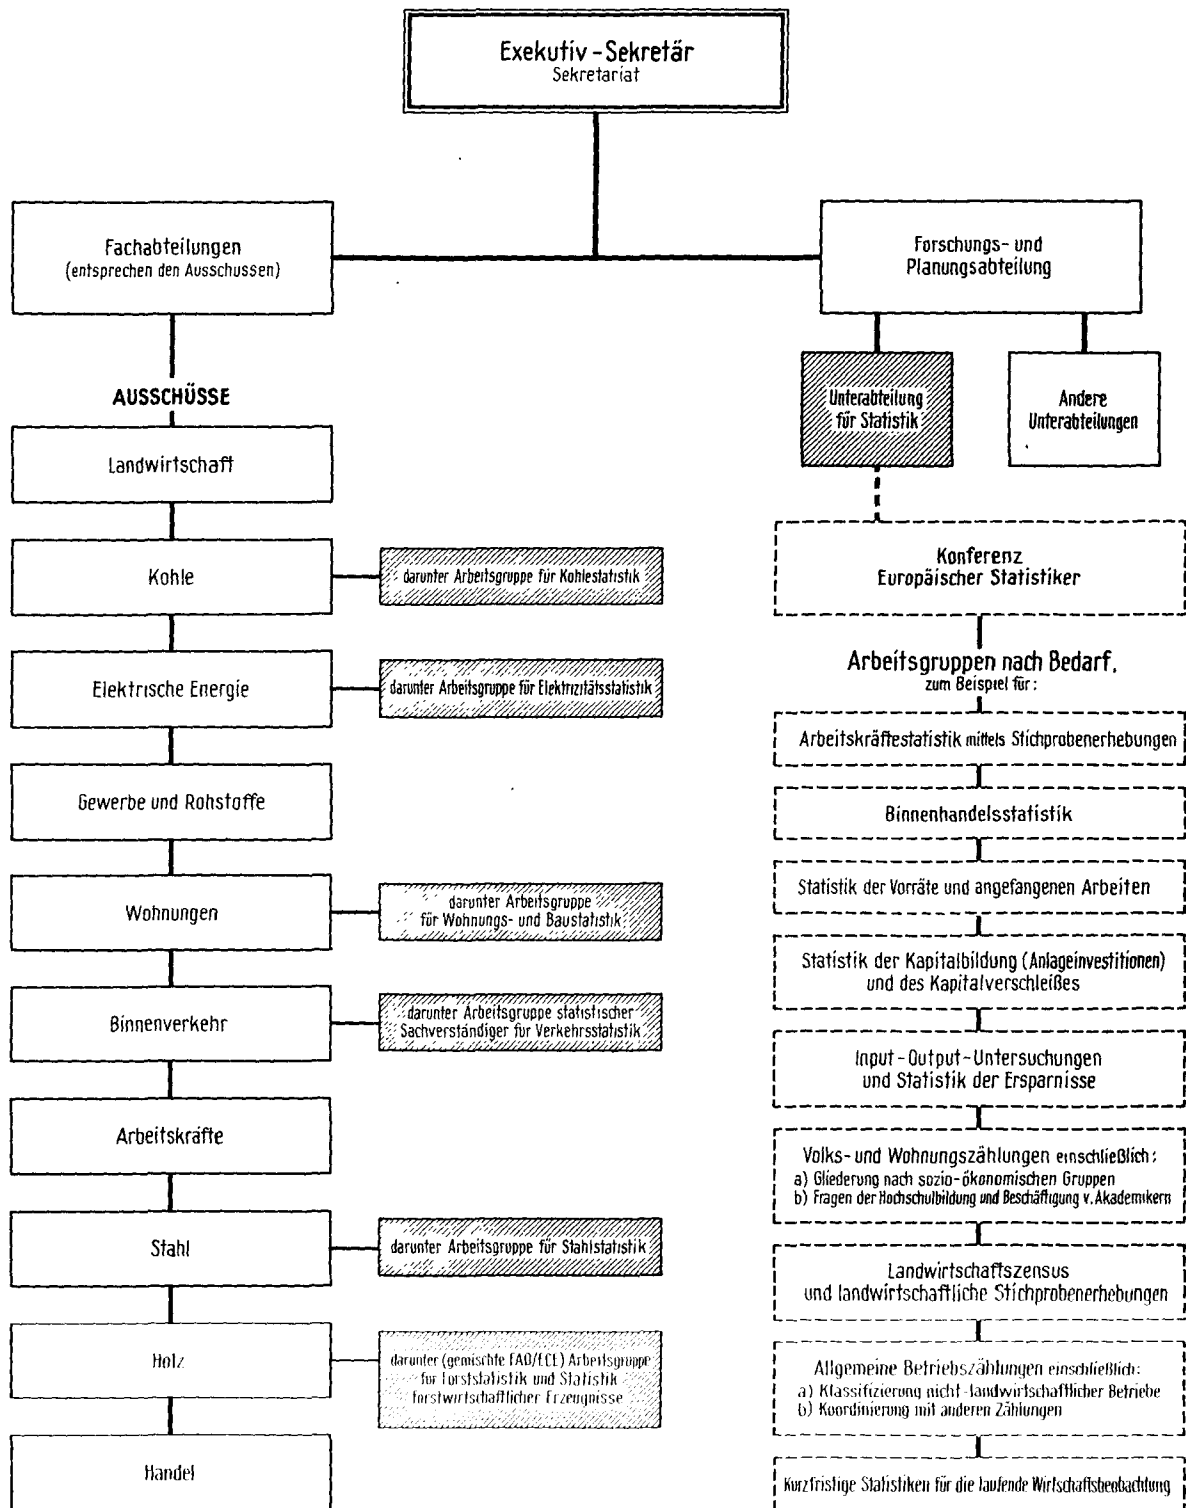 Exekutiv-Sekretär
Sekretariat
Fachabteilungen
(entsprechen den Ausschussen)
Forschungs- und
Planungsabteilung
Unterabteilung
für Statistik
Andere
Unterabteilungen
AUSSCHÜSSE
Landwirtschaft
Kohle
darunter Arbeitsgruppe für Kohlestatistik
Elektrische Energie
darunter Arbeitsgruppe für Elektrizitätsstatistik
Gewerbe und Rohstoffe
Wohnungen
darunter Arbeitsgruppe
für Wohnungs- und Baustatistik
Binnenverkehr
darunter Arbeitsgruppe statistischer
Sachverständiger für Verkehrsstatistik
Arbeitskräfte
Stahl
darunter Arbeitsgruppe für Stahlstatistik
Holz
darunter (gemischte FAO/ECE) Arbeitsgruppe
für Forststatistik und Statistik
forstwirtschaftlicher Erzeugnisse
Handel
Konferenz
Europäischer Statistiker
Arbeitsgruppen nach Bedarf,
zum Beispiel für:
Arbeitskräftestatistik mittels Stichprobenerhebungen
Binnenhandelsstatistik
Statistik der Vorräte und angefangenen Arbeiten
Statistik der Kapitalbildung (Anlageinvestitionen)
und des Kapitalverschleißes
Input-Output-Untersuchungen
und Statistik der Ersparnisse
Volks- und Wohnungszählungen einschließlich:
a) Gliederung nach sozio-ökonomischen Gruppen
b) Fragen der Hochschulbildung und Beschäftigung v. Akademikern
Landwirtschaftszensus
und landwirtschaftliche Stichprobenerhebungen
Allgemeine Betriebszählungen einschließlich:
a) Klassifizierung nicht-landwirtschaftlicher Betriebe
b) Koordinierung mit anderen Zählungen
Kurzfristige Statistiken für die laufende Wirtschaftsbeobachtung